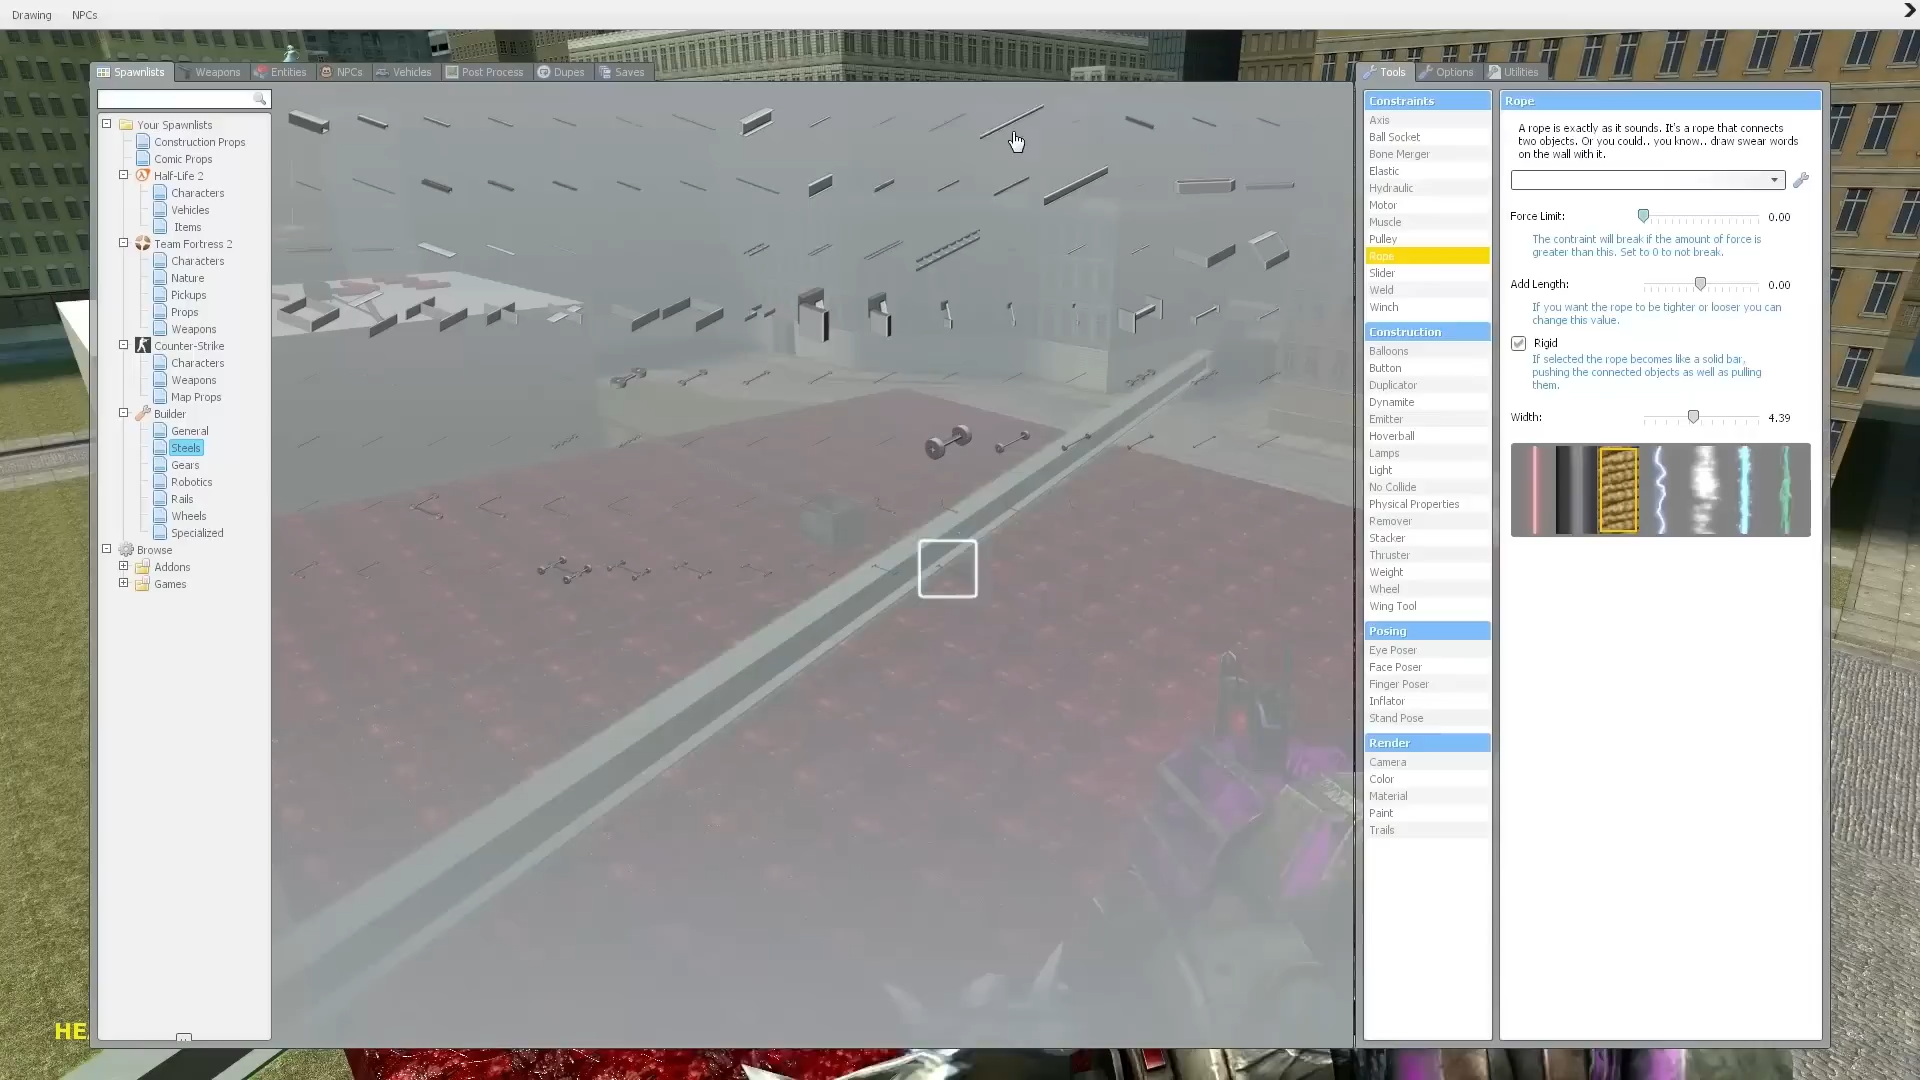 Drawing NPCs
Spawnlists Weapons Entities NPCs Vehicles Post Process Dupes Saves
Your Spawnlists
Construction Props
Comic Props
Half-Life 2
Characters
Vehicles
Items
Team Fortress 2
Characters
Nature
Pickups
Props
Weapons
Counter-Strike
Characters
Weapons
Map Props
Builder
General
Steels
Gears
Robotics
Rails
Wheels
Specialized
Browse
Addons
Games
HE
Tools Options Utilities
Constraints
Axis
Ball Socket
Bone Merger
Elastic
Hydraulic
Motor
Muscle
Pulley
Rope
Slider
Weld
Winch
Construction
Balloons
Button
Duplicator
Dynamite
Emitter
Hoverball
Lamps
Light
No Collide
Physical Properties
Remover
Stacker
Thruster
Weight
Wheel
Wing Tool
Posing
Eye Poser
Face Poser
Finger Poser
Inflator
Stand Pose
Render
Camera
Color
Material
Paint
Trails
Rope
A rope is exactly as it sounds. It's a rope that connects
two objects. Or you could.. you know.. draw swear words
on the wall with it.
Force Limit: 0.00
The contraint will break if the amount of force is
greater than this. Set to 0 to not break.
Add Length: 0.00
If you want the rope to be tighter or looser you can
change this value.
Rigid
If selected the rope becomes like a solid bar,
pushing the connected objects as well as pulling
them.
Width: 4.39